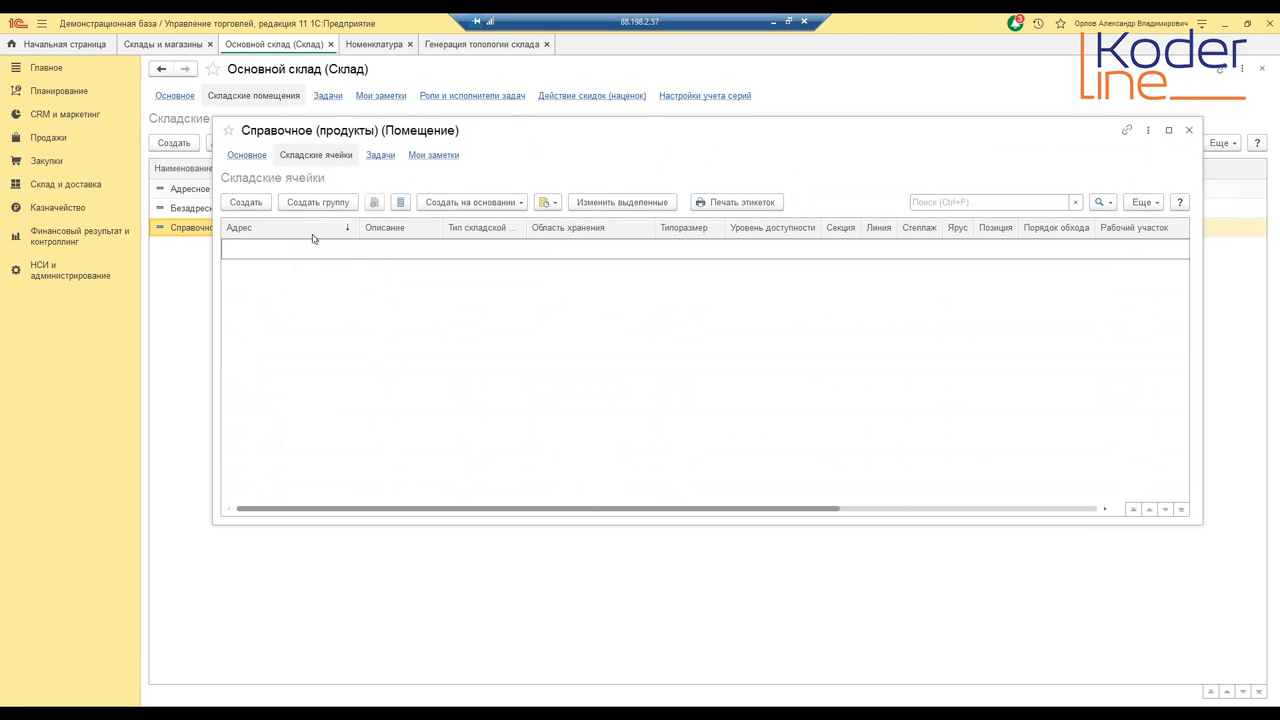 Демонстрационная база / Управление торговлей, редакция 11 1С:Предприятие
88.198.2.57
3
Орлов Александр Владимирович
Начальная страница
Склады и магазины ×
Основной склад (Склад) ×
Номенклатура ×
Генерация топологии склада ×
Koder
line
Главное
Планирование
CRM и маркетинг
Продажи
Закупки
Склад и доставка
Казначейство
Финансовый результат и
контроллинг
НСИ и
администрирование
Основной склад (Склад)
Основное Складские помещения Задачи Мои заметки Роли и исполнители задач Действие скидок (наценок) Настройки учета серий
Складские
Создать
Еще
?
Наименование
Адресное
Безадресн
Справочно
Справочное (продукты) (Помещение)
Основное Складские ячейки Задачи Мои заметки
Складские ячейки
Создать Создать группу Создать на основании Изменить выделенные Печать этикеток Поиск (Ctrl+F) × Еще ?
Адрес ↓ Описание Тип складской ... Область хранения Типоразмер Уровень доступности Секция Линия Стеллаж Ярус Позиция Порядок обхода Рабочий участок